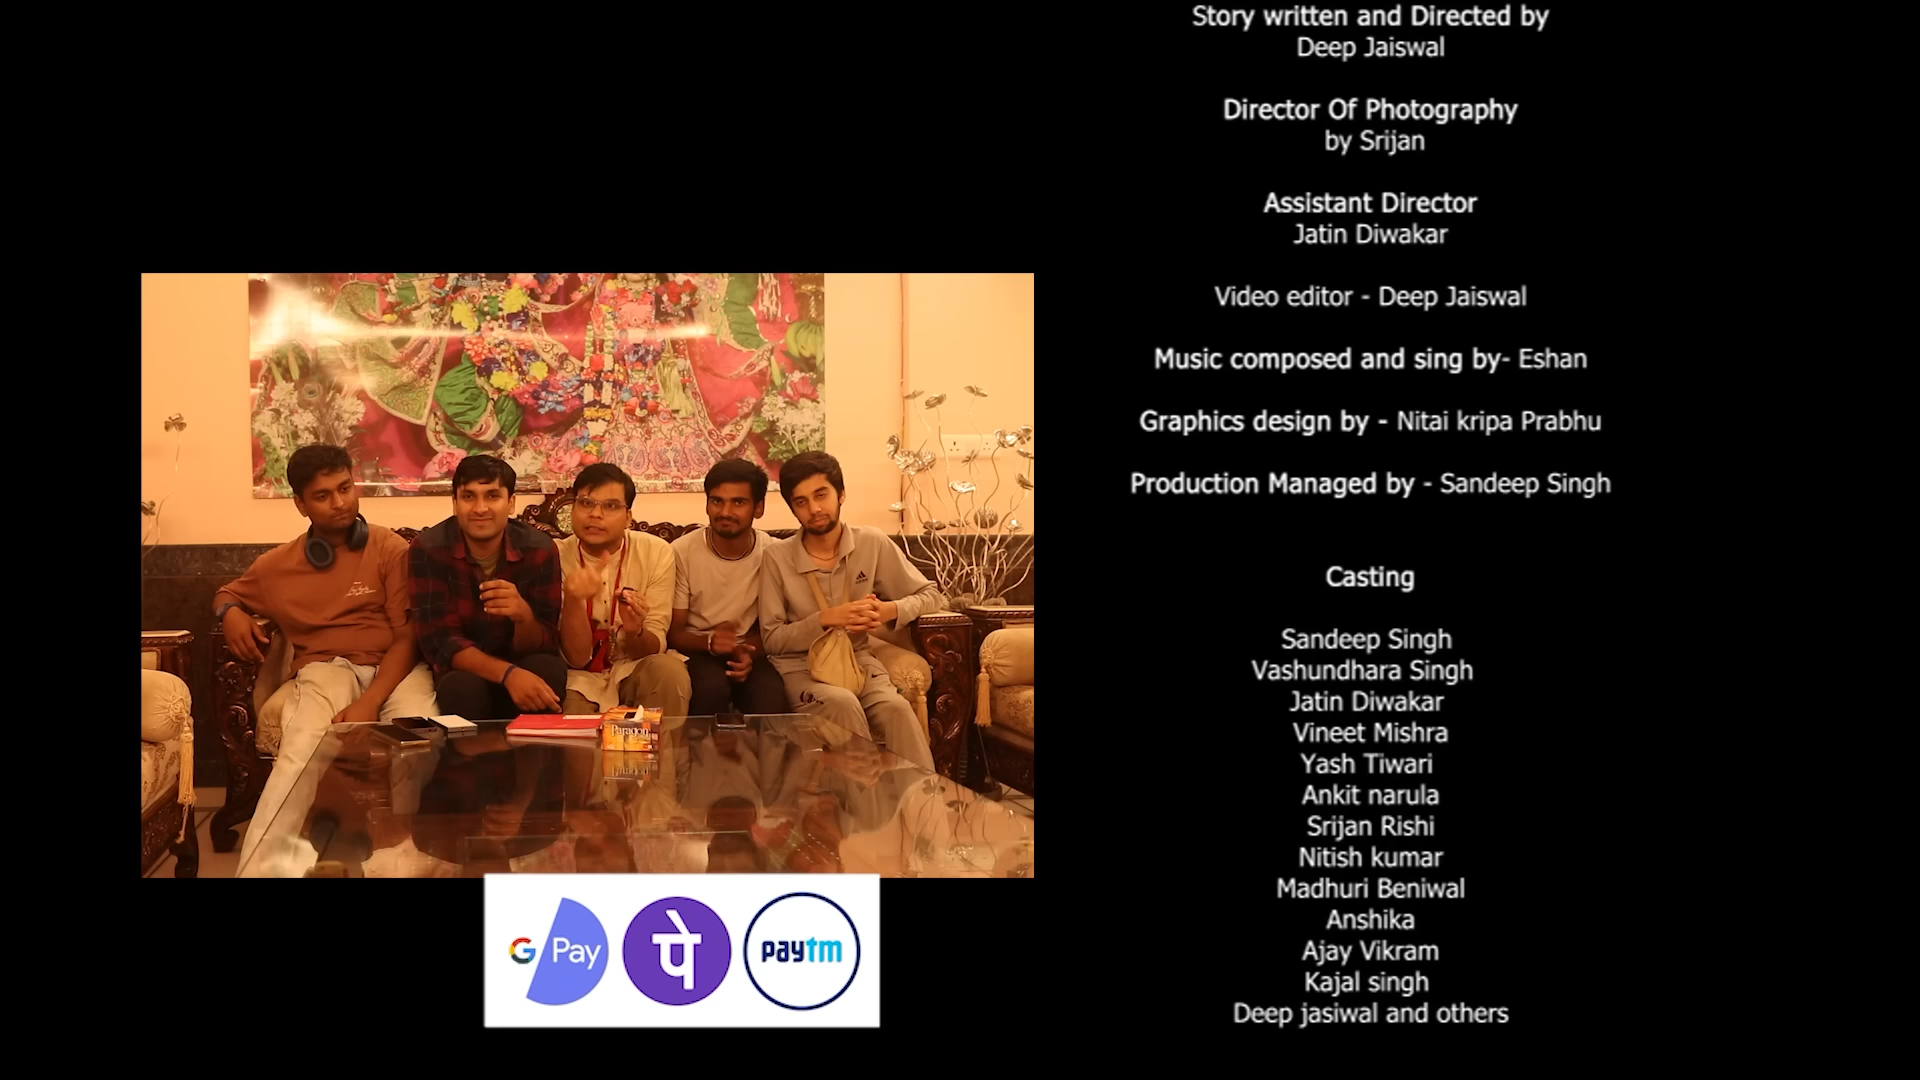 Story written and Directed by
Deep Jaiswal
Director Of Photography
by Srijan
Assistant Director
Jatin Diwakar
Video editor - Deep Jaiswal
Music composed and sing by- Eshan
Graphics design by - Nitai kripa Prabhu
Production Managed by - Sandeep Singh
Casting
Sandeep Singh
Vashundhara Singh
Jatin Diwakar
Vineet Mishra
Yash Tiwari
Ankit narula
Srijan Rishi
Nitish kumar
Madhuri Beniwal
Anshika
Ajay Vikram
Kajal singh
Deep jasiwal and others
Paragon
G Pay
पे
paytm